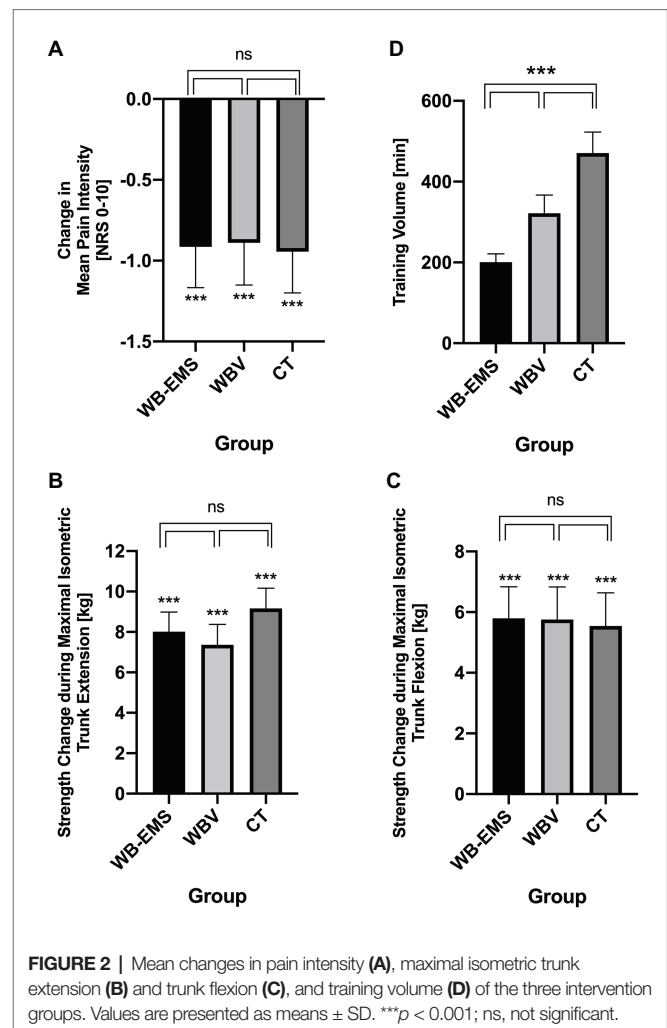 A
ns
0.0
-0.5
-1.0
-1.5
Change in
Mean Pain Intensity
[NRS 0-10]
***
***
***
WB-EMS
WBV
CT
Group
D
***
600
400
200
0
Training Volume [min]
WB-EMS
WBV
CT
Group
B
ns
12
10
8
6
4
2
0
Strength Change during Maximal Isometric
Trunk Extension [kg]
***
***
***
WB-EMS
WBV
CT
Group
C
ns
8
6
4
2
0
Strength Change during Maximal Isometric
Trunk Flexion [kg]
***
***
***
WB-EMS
WBV
CT
Group
FIGURE 2 | Mean changes in pain intensity (A), maximal isometric trunk
extension (B) and trunk flexion (C), and training volume (D) of the three intervention
groups. Values are presented as means ± SD. ***p < 0.001; ns, not significant.